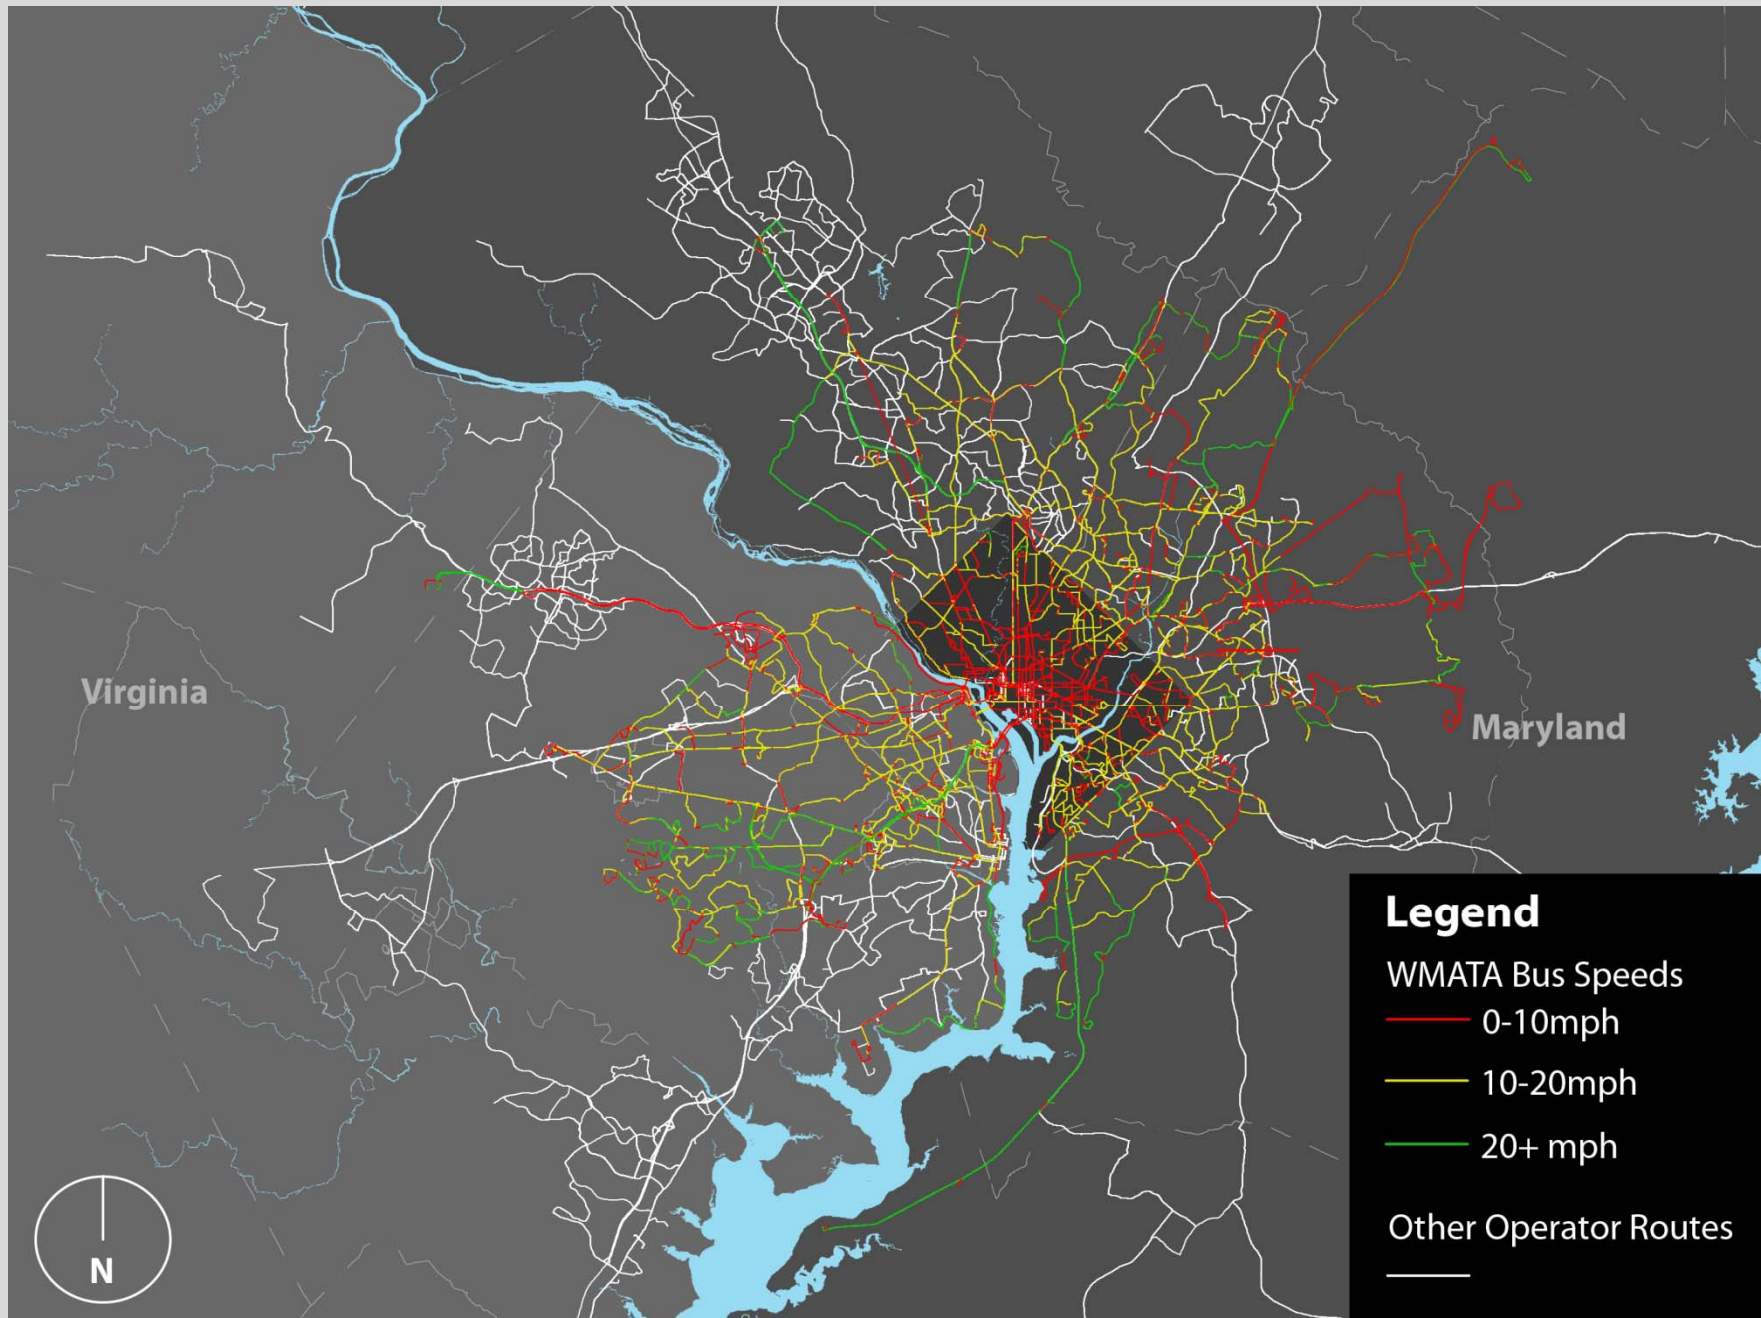 Virginia
Maryland
Legend
WMATA Bus Speeds
0-10mph
10-20mph
20+ mph
Other Operator Routes
N